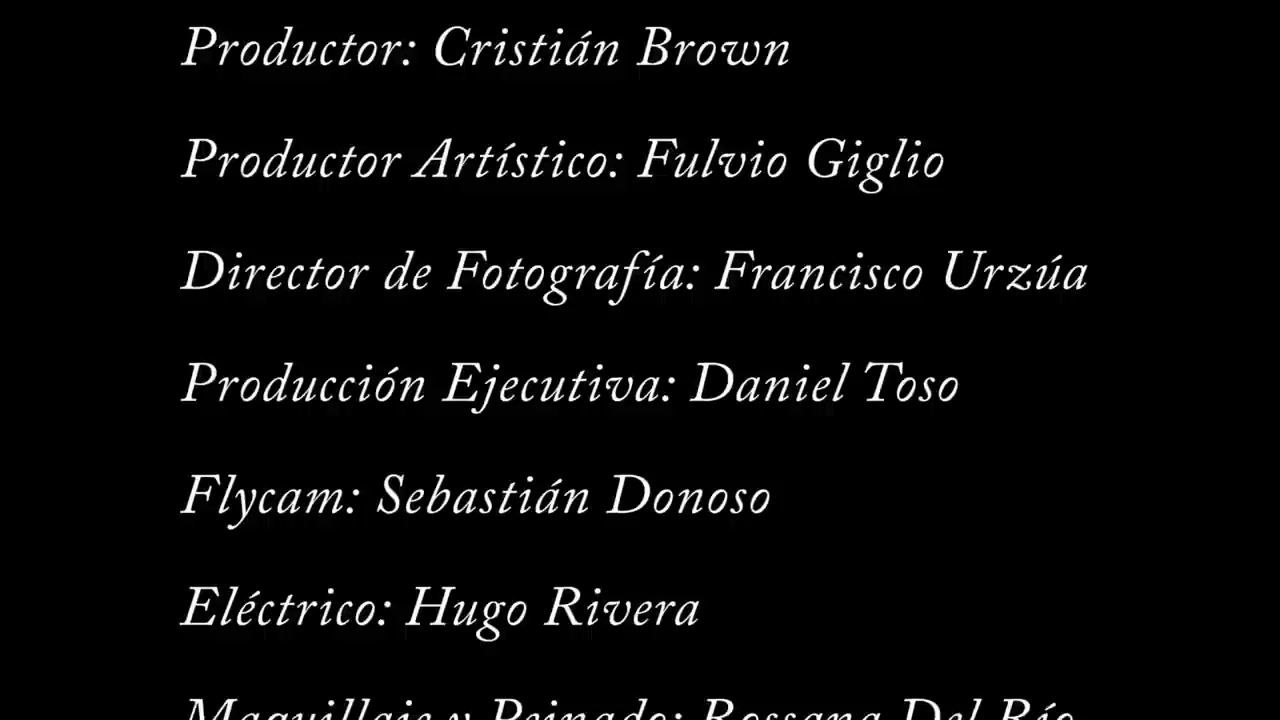 Productor: Cristián Brown
Productor Artístico: Fulvio Giglio
Director de Fotografía: Francisco Urzúa
Producción Ejecutiva: Daniel Toso
Flycam: Sebastián Donoso
Eléctrico: Hugo Rivera
Maquillaje y Peinado: Rossana Del Río